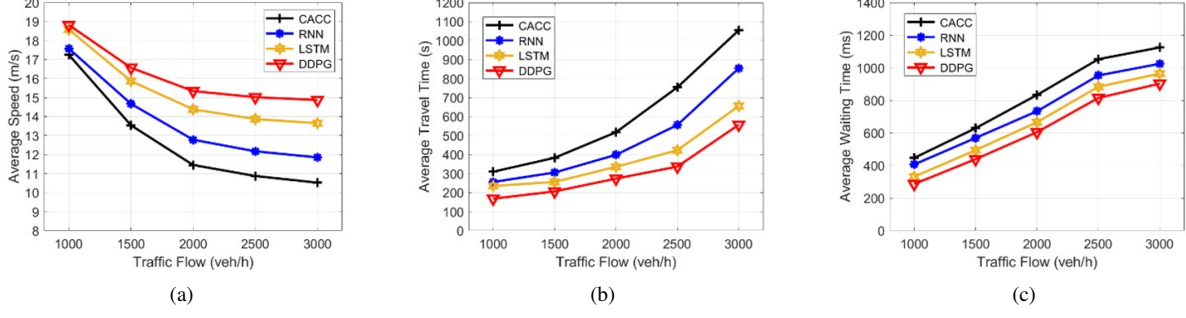 20
19
18
17
16
15
14
13
12
11
10
9
8
Average Speed (m/s)
CACC
RNN
LSTM
DDPG
1000 1500 2000 2500 3000
Traffic Flow (veh/h)
(a)
1200
1100
1000
900
800
700
600
500
400
300
200
100
0
Average Travel Time (s)
CACC
RNN
LSTM
DDPG
1000 1500 2000 2500 3000
Traffic Flow (veh/h)
(b)
1400
1200
1000
800
600
400
200
0
Average Waiting Time (ms)
CACC
RNN
LSTM
DDPG
1000 1500 2000 2500 3000
Traffic Flow (veh/h)
(c)